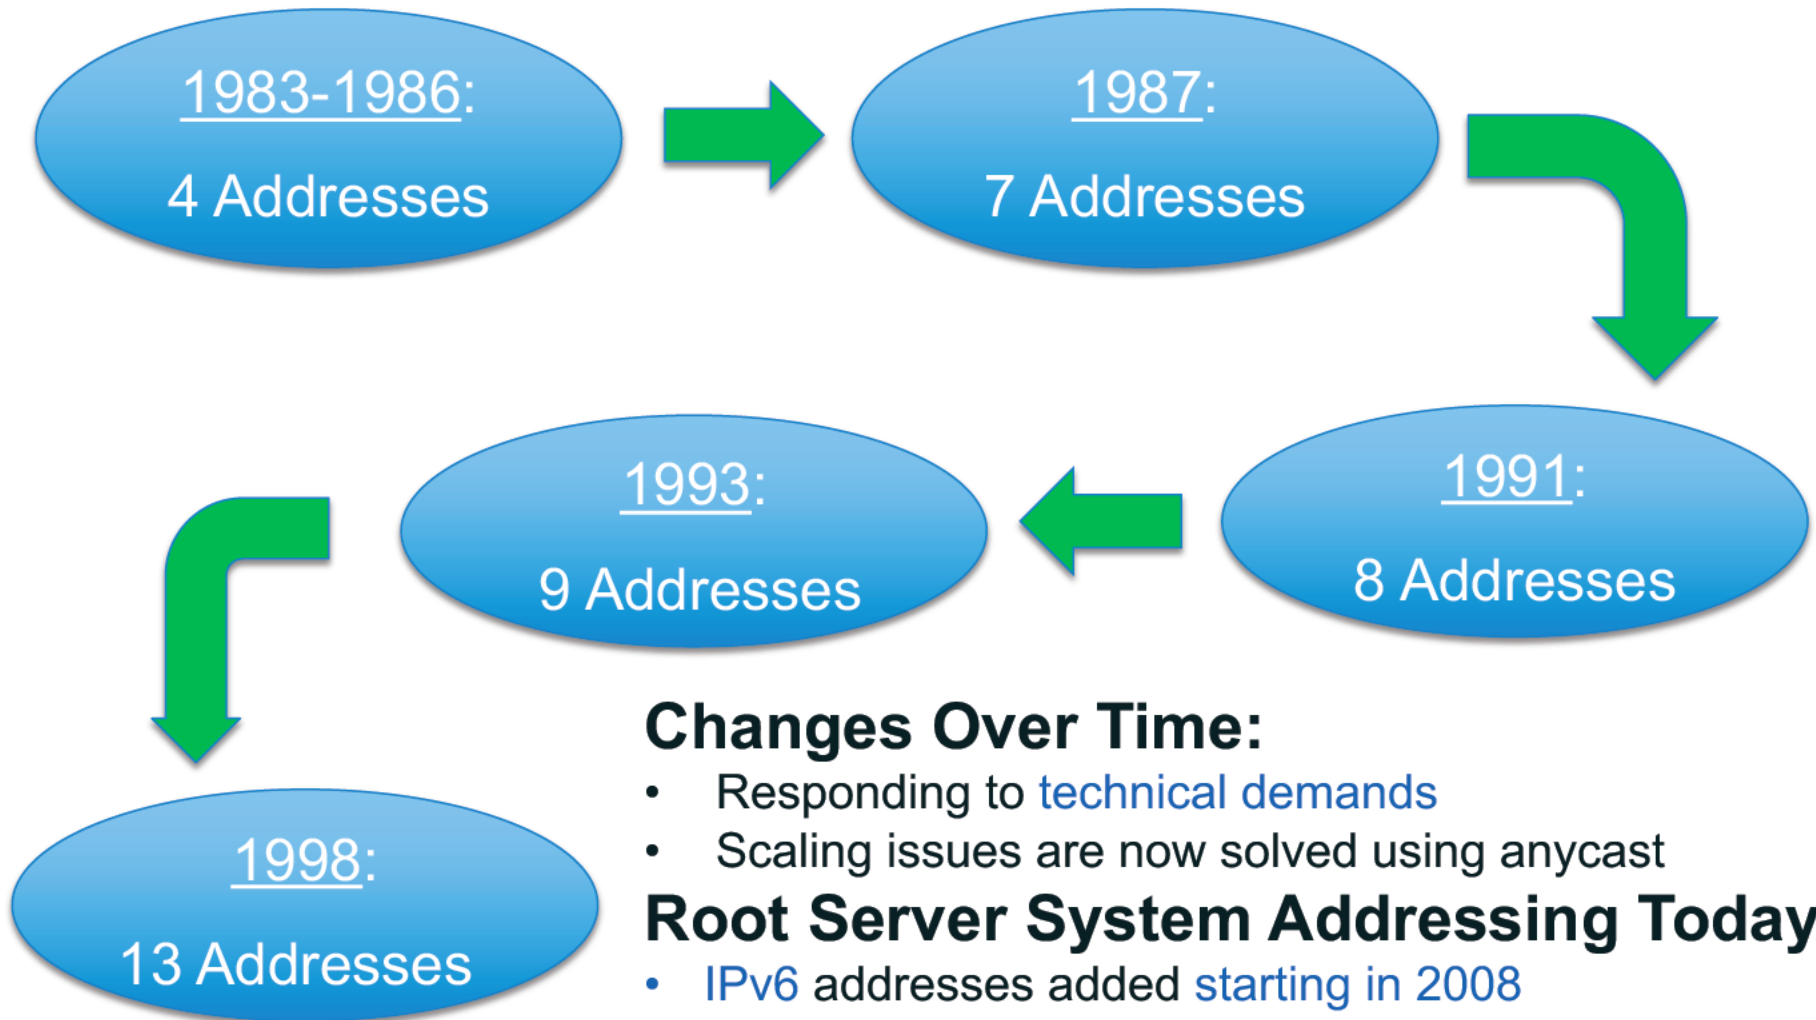 1983-1986:
4 Addresses
1987:
7 Addresses
1991:
8 Addresses
1993:
9 Addresses
1998:
13 Addresses
Changes Over Time:
• Responding to technical demands
• Scaling issues are now solved using anycast
Root Server System Addressing Today
• IPv6 addresses added starting in 2008